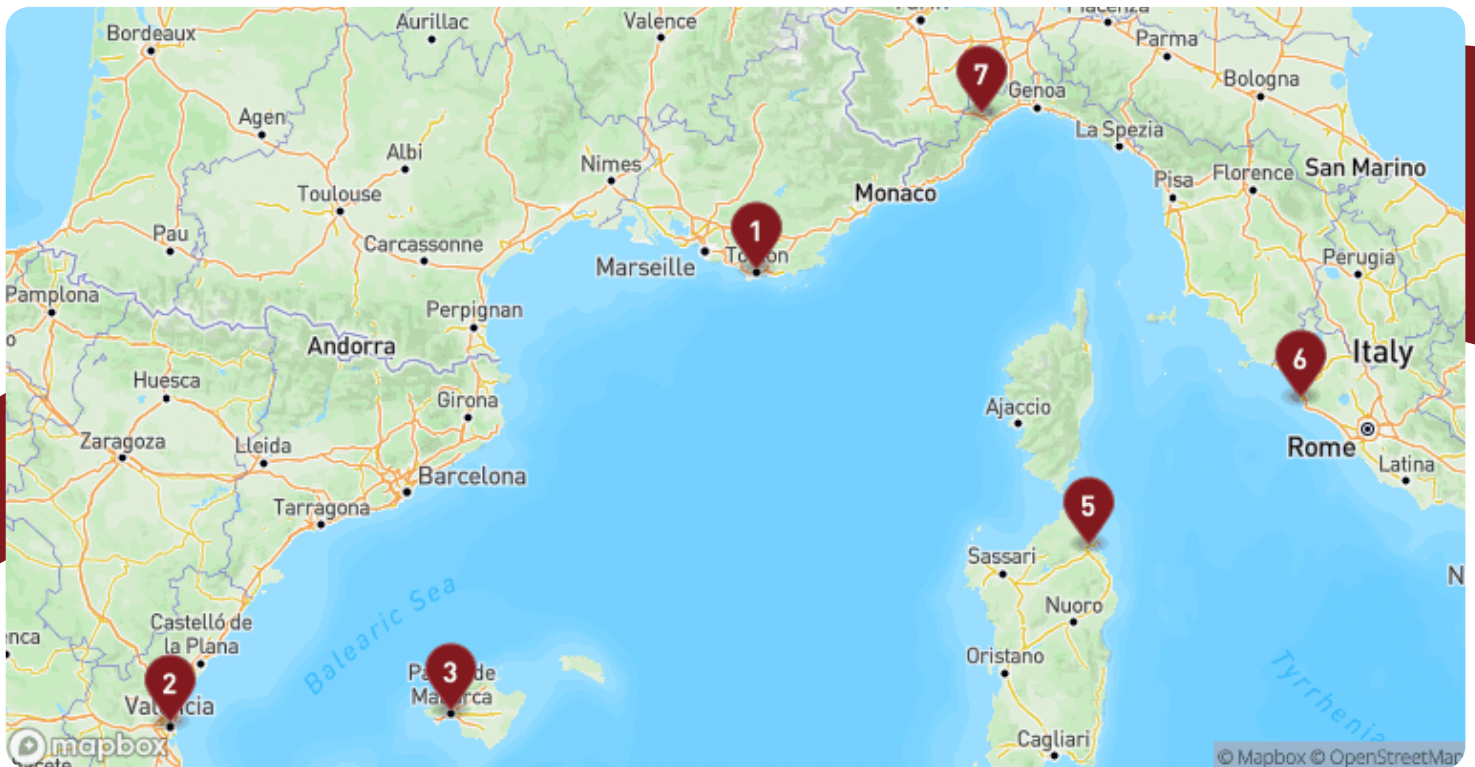 Aurillac
Valence
Bordeaux
Parma
Bologna
7
Genoa
Agen
La Spezia
Albi
Nimes
San Marino
Florence
Pisa
Toulouse
Monaco
1
Pau
Carcassonne
Marseille
Perugia
Pamplona
Perpignan
Andorra
6
Italy
Huesca
Girona
Ajaccio
Zaragoza
Lleida
Rome
Barcelona
Latina
Tarragona
5
Sassari
Balearic Sea
Nuoro
Castelló de
la Plana
Oristano
3
2
Cagliari
mapbox
© Mapbox © OpenStreetMap